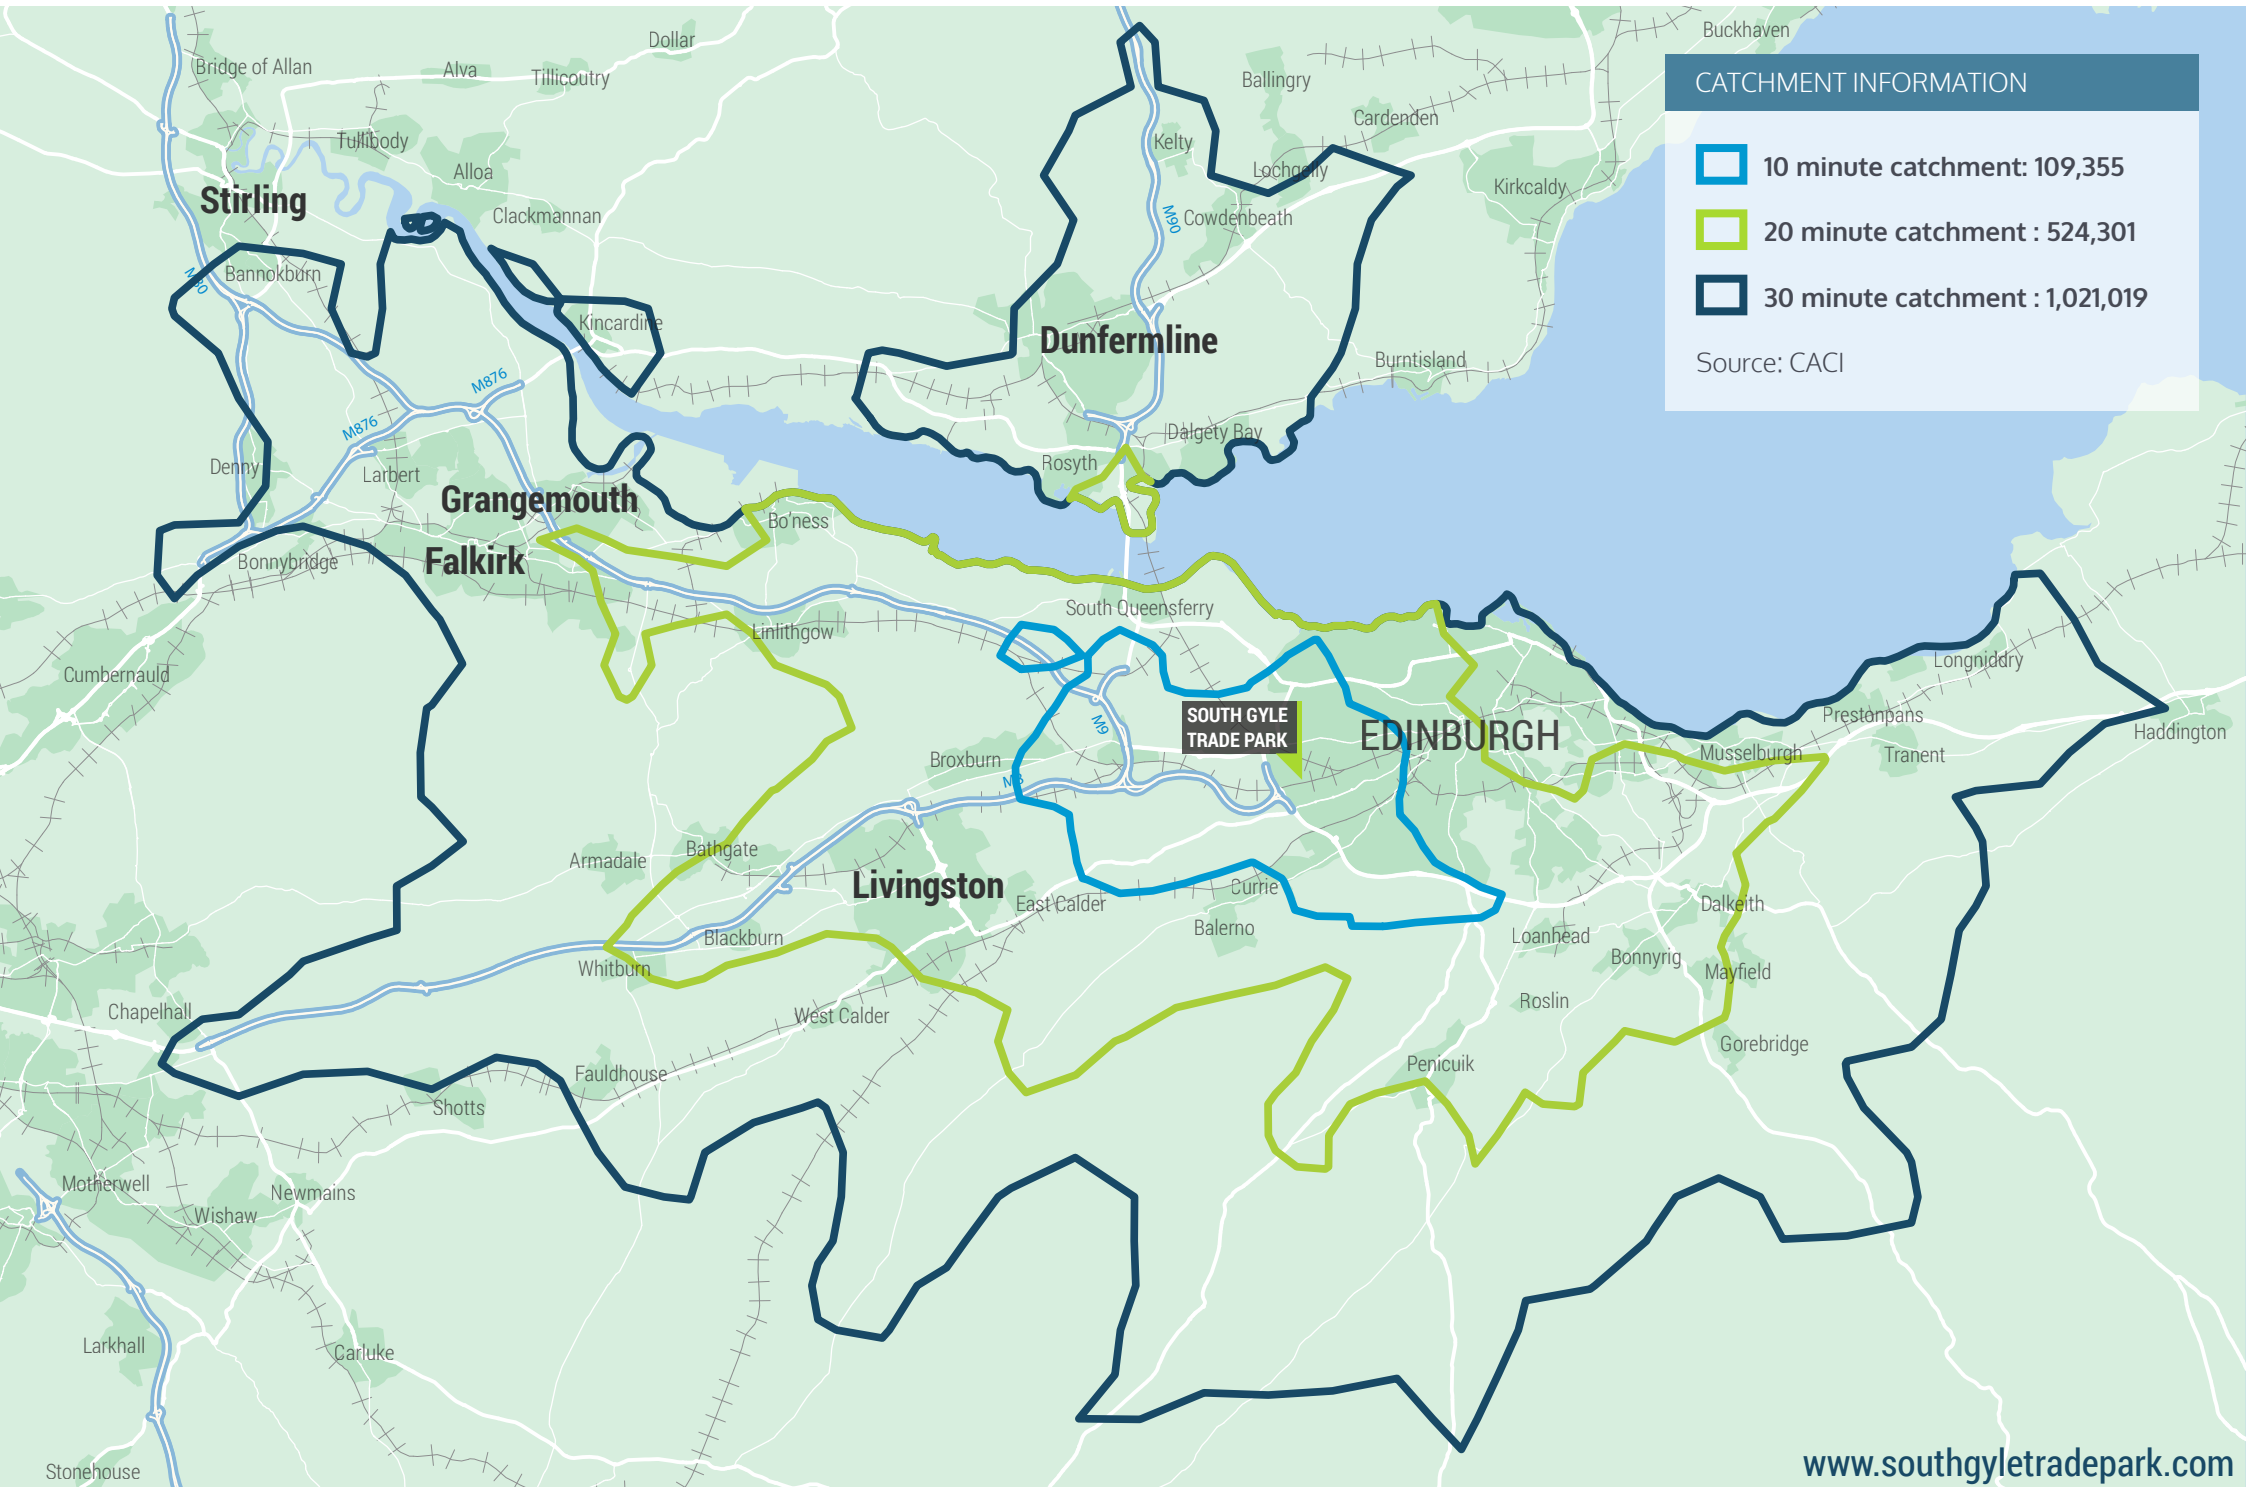 Buckhaven
Dollar
Bridge of Allan
Alva
Tillicoutry
Ballingry
CATCHMENT INFORMATION
Cardenden
Tullibody
Kelty
10 minute catchment: 109,355
Alloa
Lochgelly
Kirkcaldy
Stirling
Clackmannan
M90
Cowdenbeath
20 minute catchment : 524,301
Bannokburn
M80
30 minute catchment : 1,021,019
Kincardine
Dunfermline
Burntisland
Source: CACI
M876
M876
Dalgety Bay
Denny
Larbert
Rosyth
Grangemouth
Bo'ness
Bonnybridge
Falkirk
South Queensferry
Linlithgow
Longniddry
Cumbernauld
SOUTH GYLE
TRADE PARK
M9
EDINBURGH
Prestonpans
Haddington
Broxburn
Musselburgh
Tranent
M8
Armadale
Bathgate
Livingston
Currie
East Calder
Dalkeith
Balerno
Blackburn
Loanhead
Whitburn
Bonnyrig
Mayfield
Roslin
Chapelhall
West Calder
Gorebridge
Penicuik
Fauldhouse
Shotts
Motherwell
Newmains
Wishaw
Larkhall
Carluke
Stonehouse
www.southgyletradepark.com